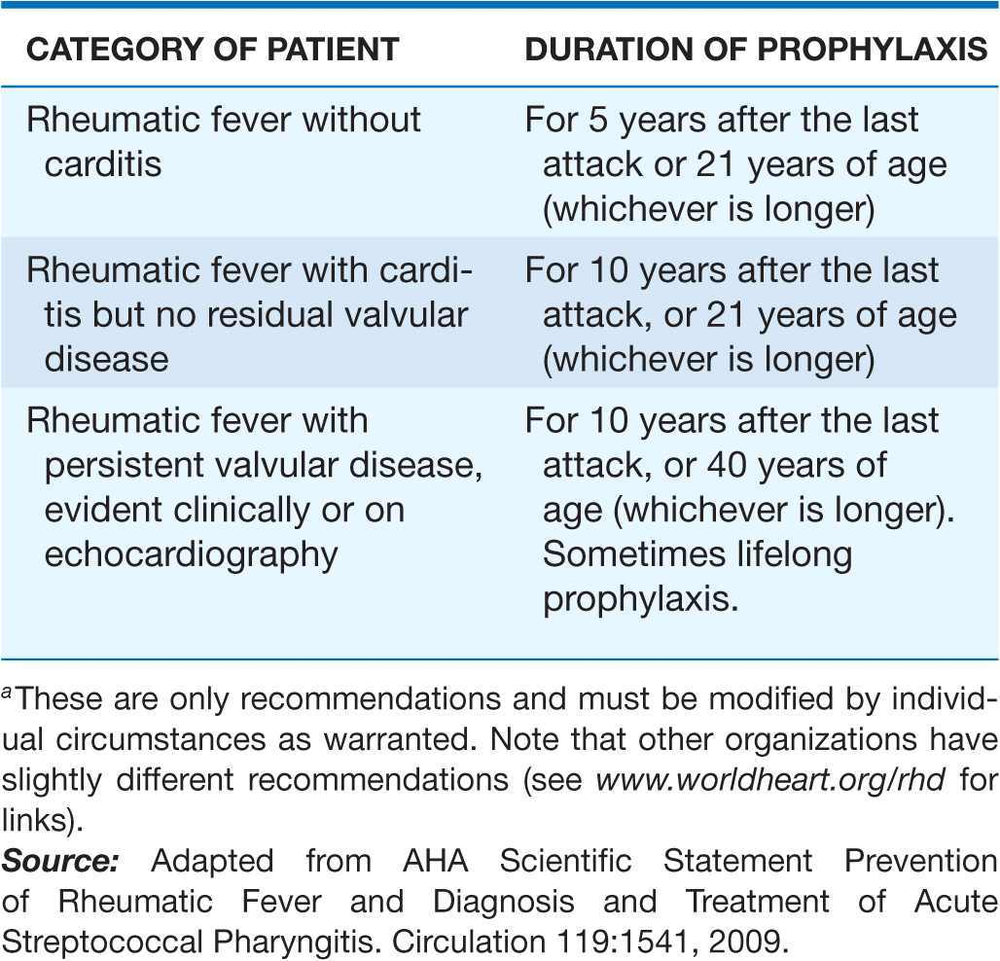 CATEGORY OF PATIENT DURATION OF PROPHYLAXIS
Rheumatic fever without
carditis
For 5 years after the last
attack or 21 years of age
(whichever is longer)
Rheumatic fever with cardi-
tis but no residual valvular
disease
For 10 years after the last
attack, or 21 years of age
(whichever is longer)
Rheumatic fever with
persistent valvular disease,
evident clinically or on
echocardiography
For 10 years after the last
attack, or 40 years of
age (whichever is longer).
Sometimes lifelong
prophylaxis.
a These are only recommendations and must be modified by individ-
ual circumstances as warranted. Note that other organizations have
slightly different recommendations (see www.worldheart.org/rhd for
links).
Source: Adapted from AHA Scientific Statement Prevention
of Rheumatic Fever and Diagnosis and Treatment of Acute
Streptococcal Pharyngitis. Circulation 119:1541, 2009.